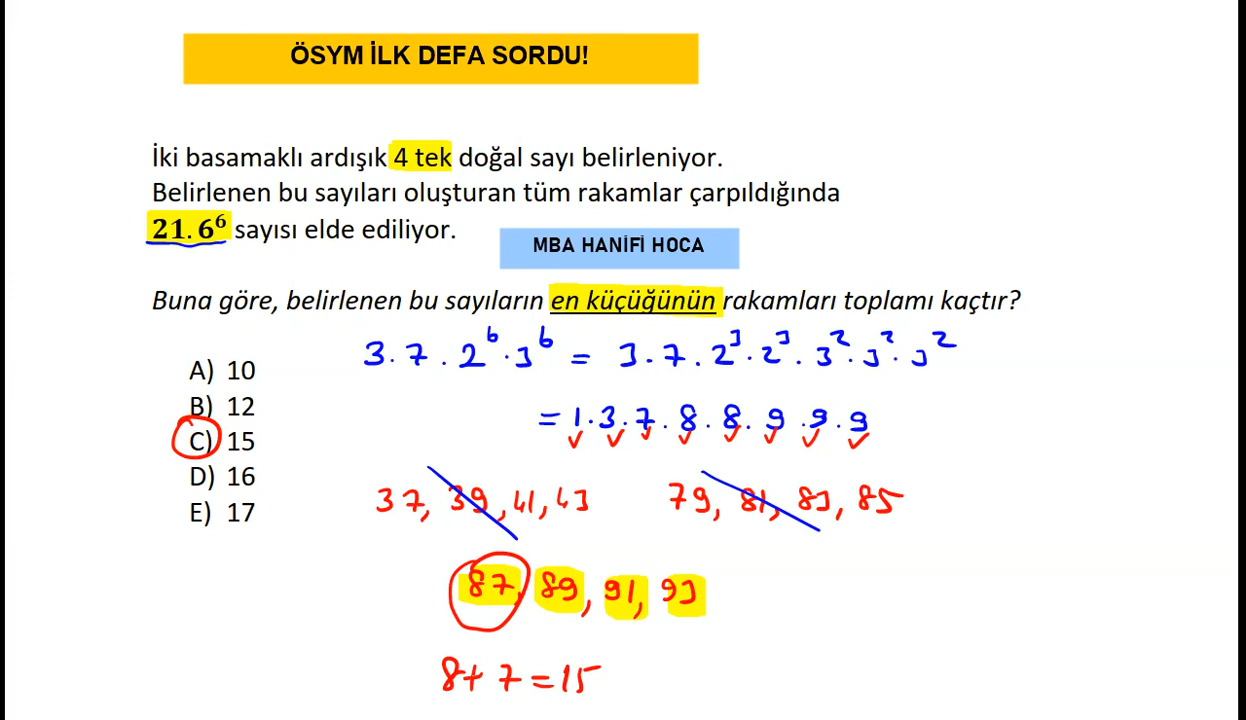 ÖSYM İLK DEFA SORDU!
İki basamaklı ardışık 4 tek doğal sayı belirleniyor.
Belirlenen bu sayıları oluşturan tüm rakamlar çarpıldığında
21.6⁶ sayısı elde ediliyor.
MBA HANİFİ HOCA
Buna göre, belirlenen bu sayıların en küçüğünün rakamları toplamı kaçtır?
3.7.2⁶.3⁶ = 3.7.2³.2³.3².3².3²
A) 10
B) 12
= 1.3.7.8.8.9.9.9
C) 15
D) 16
E) 17
37, 39, 41, 43
79, 81, 83, 85
87, 89, 91, 93
8+7=15